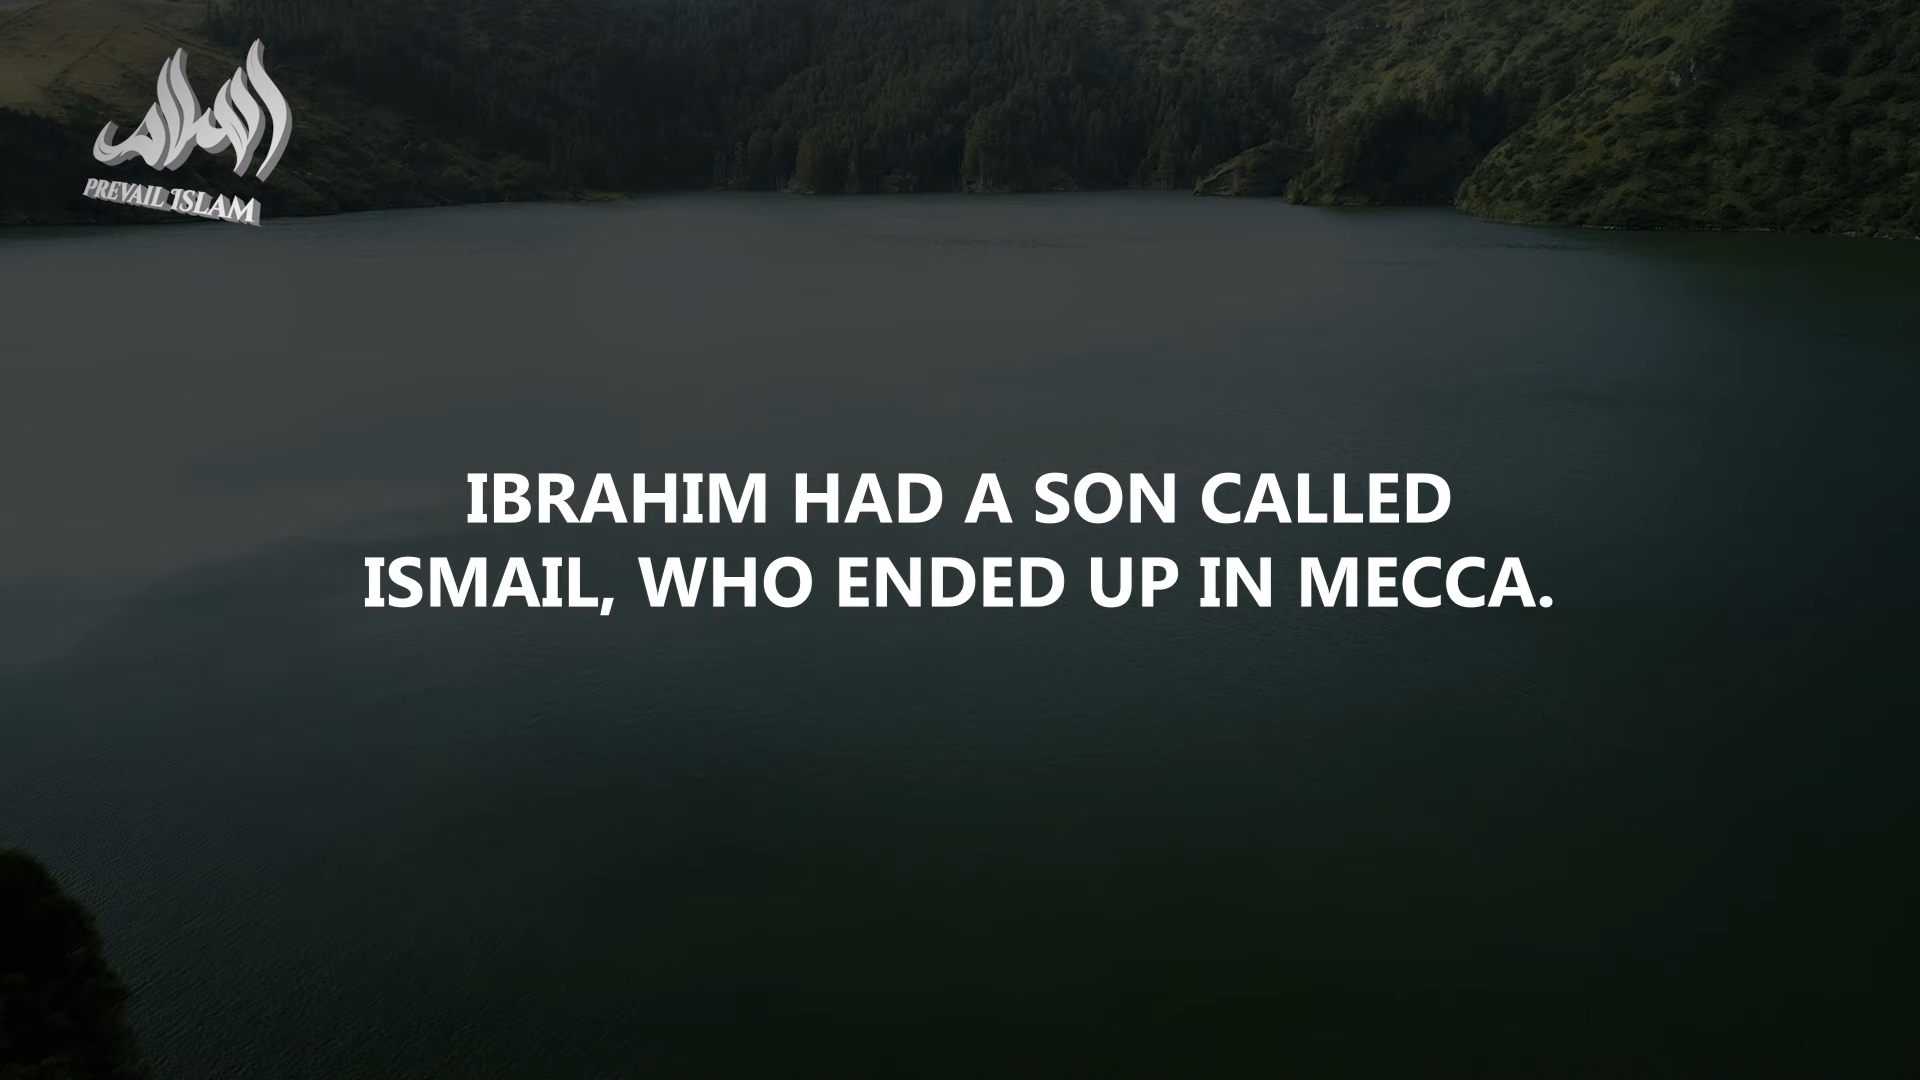 PREVAIL ISLAM
IBRAHIM HAD A SON CALLED
ISMAIL, WHO ENDED UP IN MECCA.